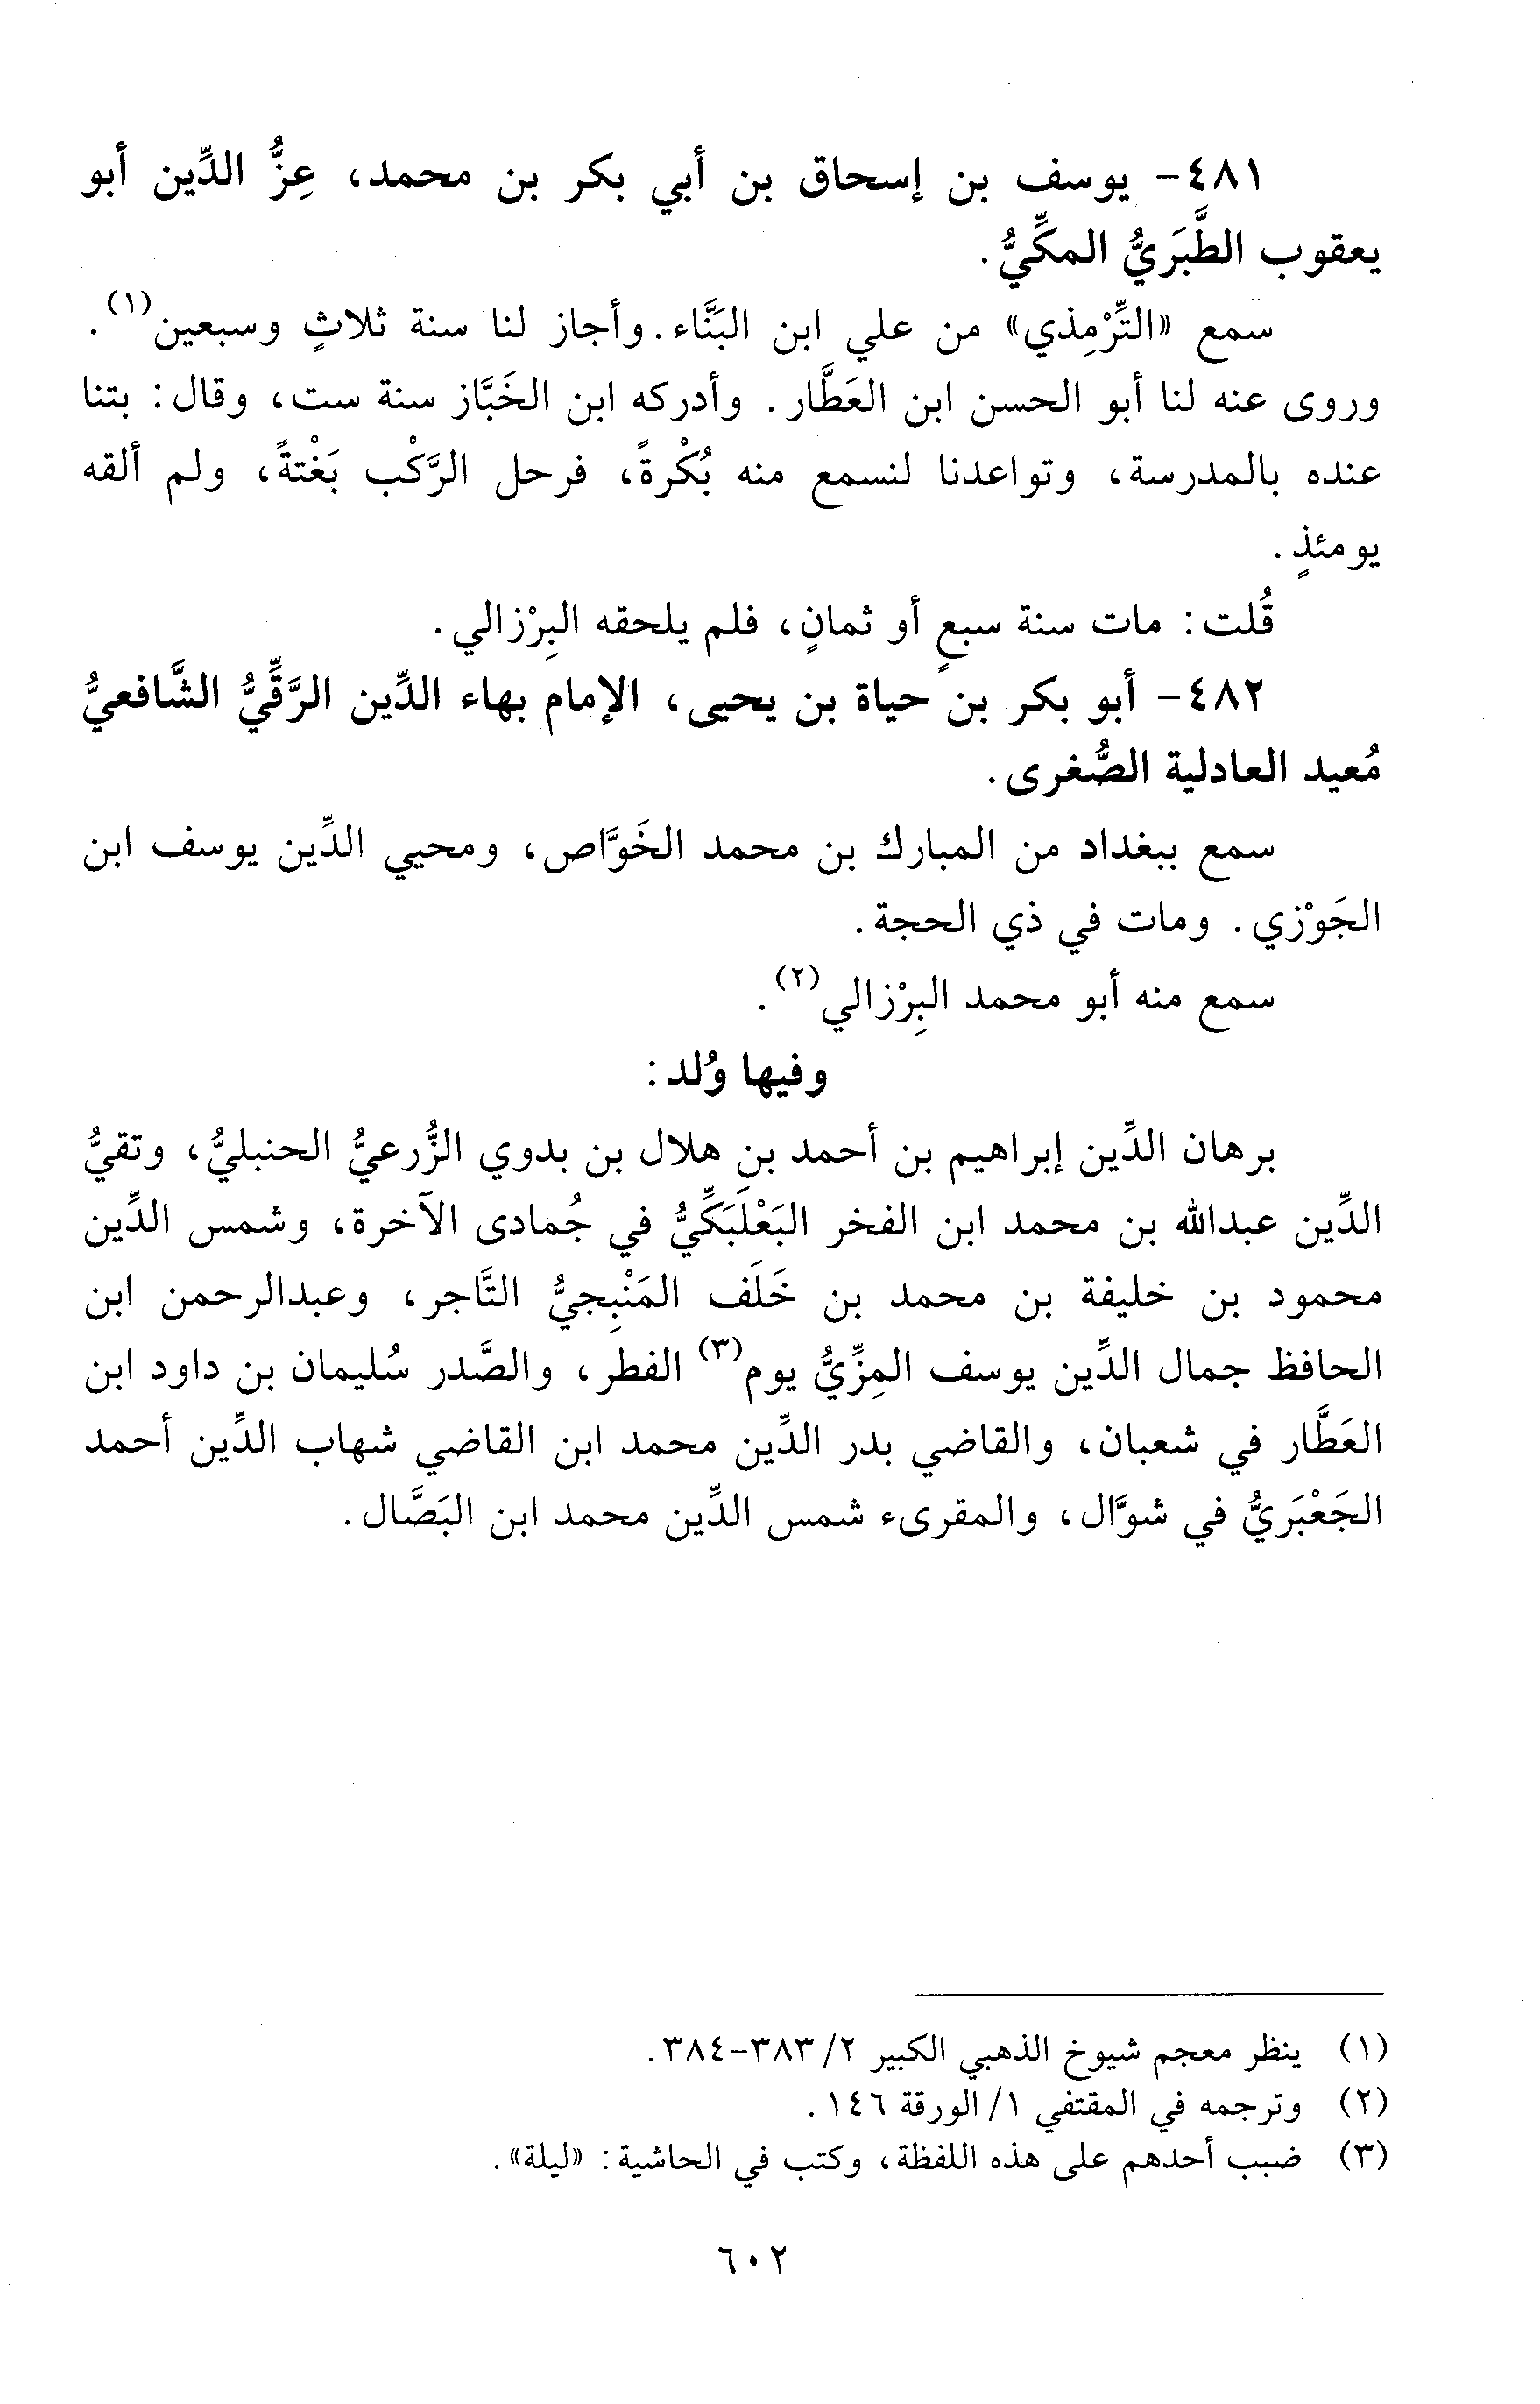 ٤٨١- يوسف بن إسحاق بن أبي بكر بن محمد، عِزُّ الدِّين أبو
يعقوب الطَّبَرَيُّ المكِّيُّ.
سمع «التِّرْمِذي» من علي ابن البَنَّاء. وأجاز لنا سنة ثلاثٍ وسبعين(١).
وروى عنه لنا أبو الحسن ابن العَطَّار. وأدركه ابن الخَبَّاز سنة ست، وقال: بتنا
عنده بالمدرسة، وتواعدنا لنسمع منه بُكْرةً، فرحل الرَّكْب بَغْتةً، ولم ألقه
يومئذٍ.
قُلت: مات سنة سبعٍ أو ثمانٍ، فلم يلحقه البِرْزالي.
٤٨٢- أبو بكر بن حياة بن يحيى، الإمام بهاء الدِّين الرَّقِّيُّ الشَّافعيُّ
مُعيد العادلية الصُّغرى.
سمع ببغداد من المبارك بن محمد الخَوَّاص، ومحيي الدِّين يوسف ابن
الجَوْزي. ومات في ذي الحجة.
سمع منه أبو محمد البِرْزالي(٢).
وفيها وُلد:
برهان الدِّين إبراهيم بن أحمد بن هلال بن بدوي الزُّرعيُّ الحنبليُّ، وتقيُّ
الدِّين عبدالله بن محمد ابن الفخر البَعْلَبَكِّيُّ في جُمادى الآخرة، وشمس الدِّين
محمود بن خليفة بن محمد بن خَلَف المَنْبِجيُّ التَّاجر، وعبدالرحمن ابن
الحافظ جمال الدِّين يوسف المِزِّيُّ يوم(٣) الفطر، والصَّدر سُليمان بن داود ابن
العَطَّار في شعبان، والقاضي بدر الدِّين محمد ابن القاضي شهاب الدِّين أحمد
الجَعْبَريُّ في شوَّال، والمقرىء شمس الدِّين محمد ابن البَصَّال.
(١) ينظر معجم شيوخ الذهبي الكبير ٢/ ٣٨٣-٣٨٤.
(٢) وترجمه في المقتفي ١/ الورقة ١٤٦.
(٣) ضبب أحدهم على هذه اللفظة، وكتب في الحاشية: «ليلة».
٦٠٢